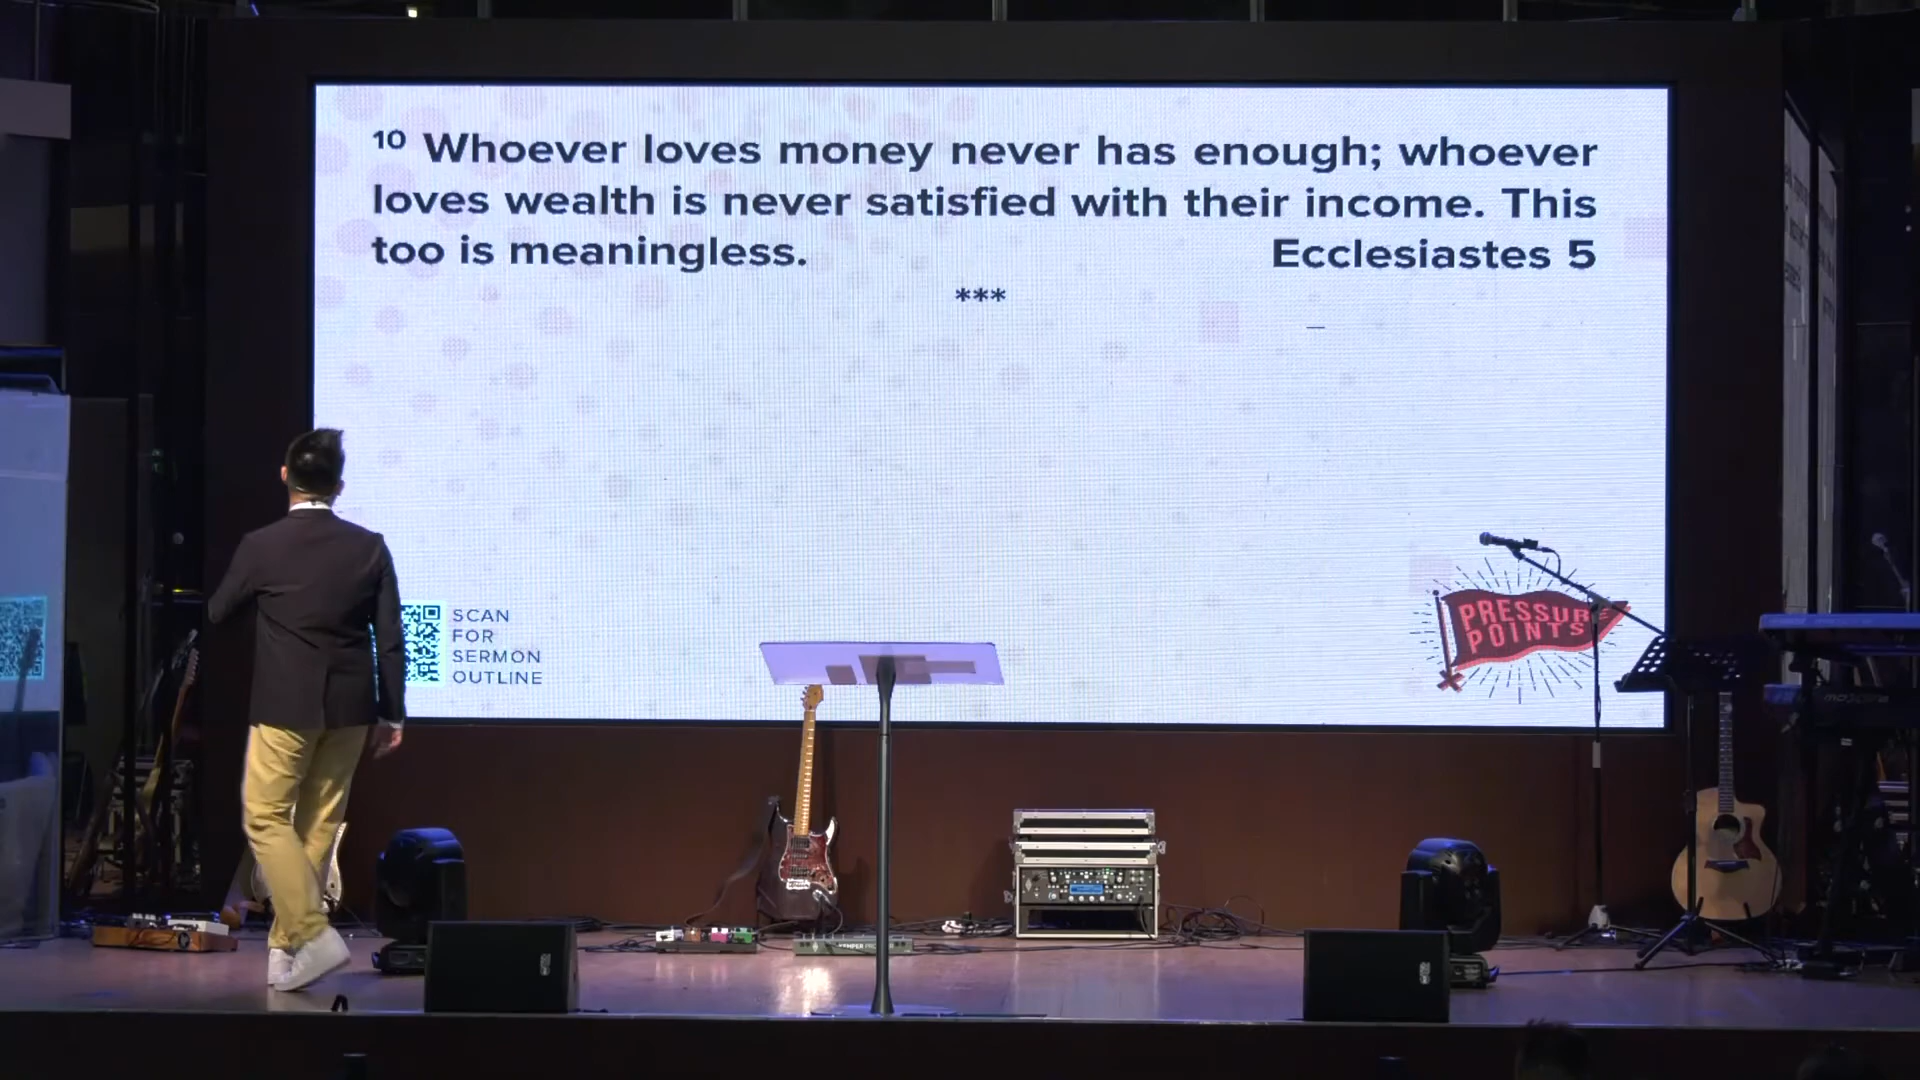 ¹⁰ Whoever loves money never has enough; whoever
loves wealth is never satisfied with their income. This
too is meaningless. Ecclesiastes 5
***
SCAN
FOR
SERMON
OUTLINE
PRESSURE
POINTS